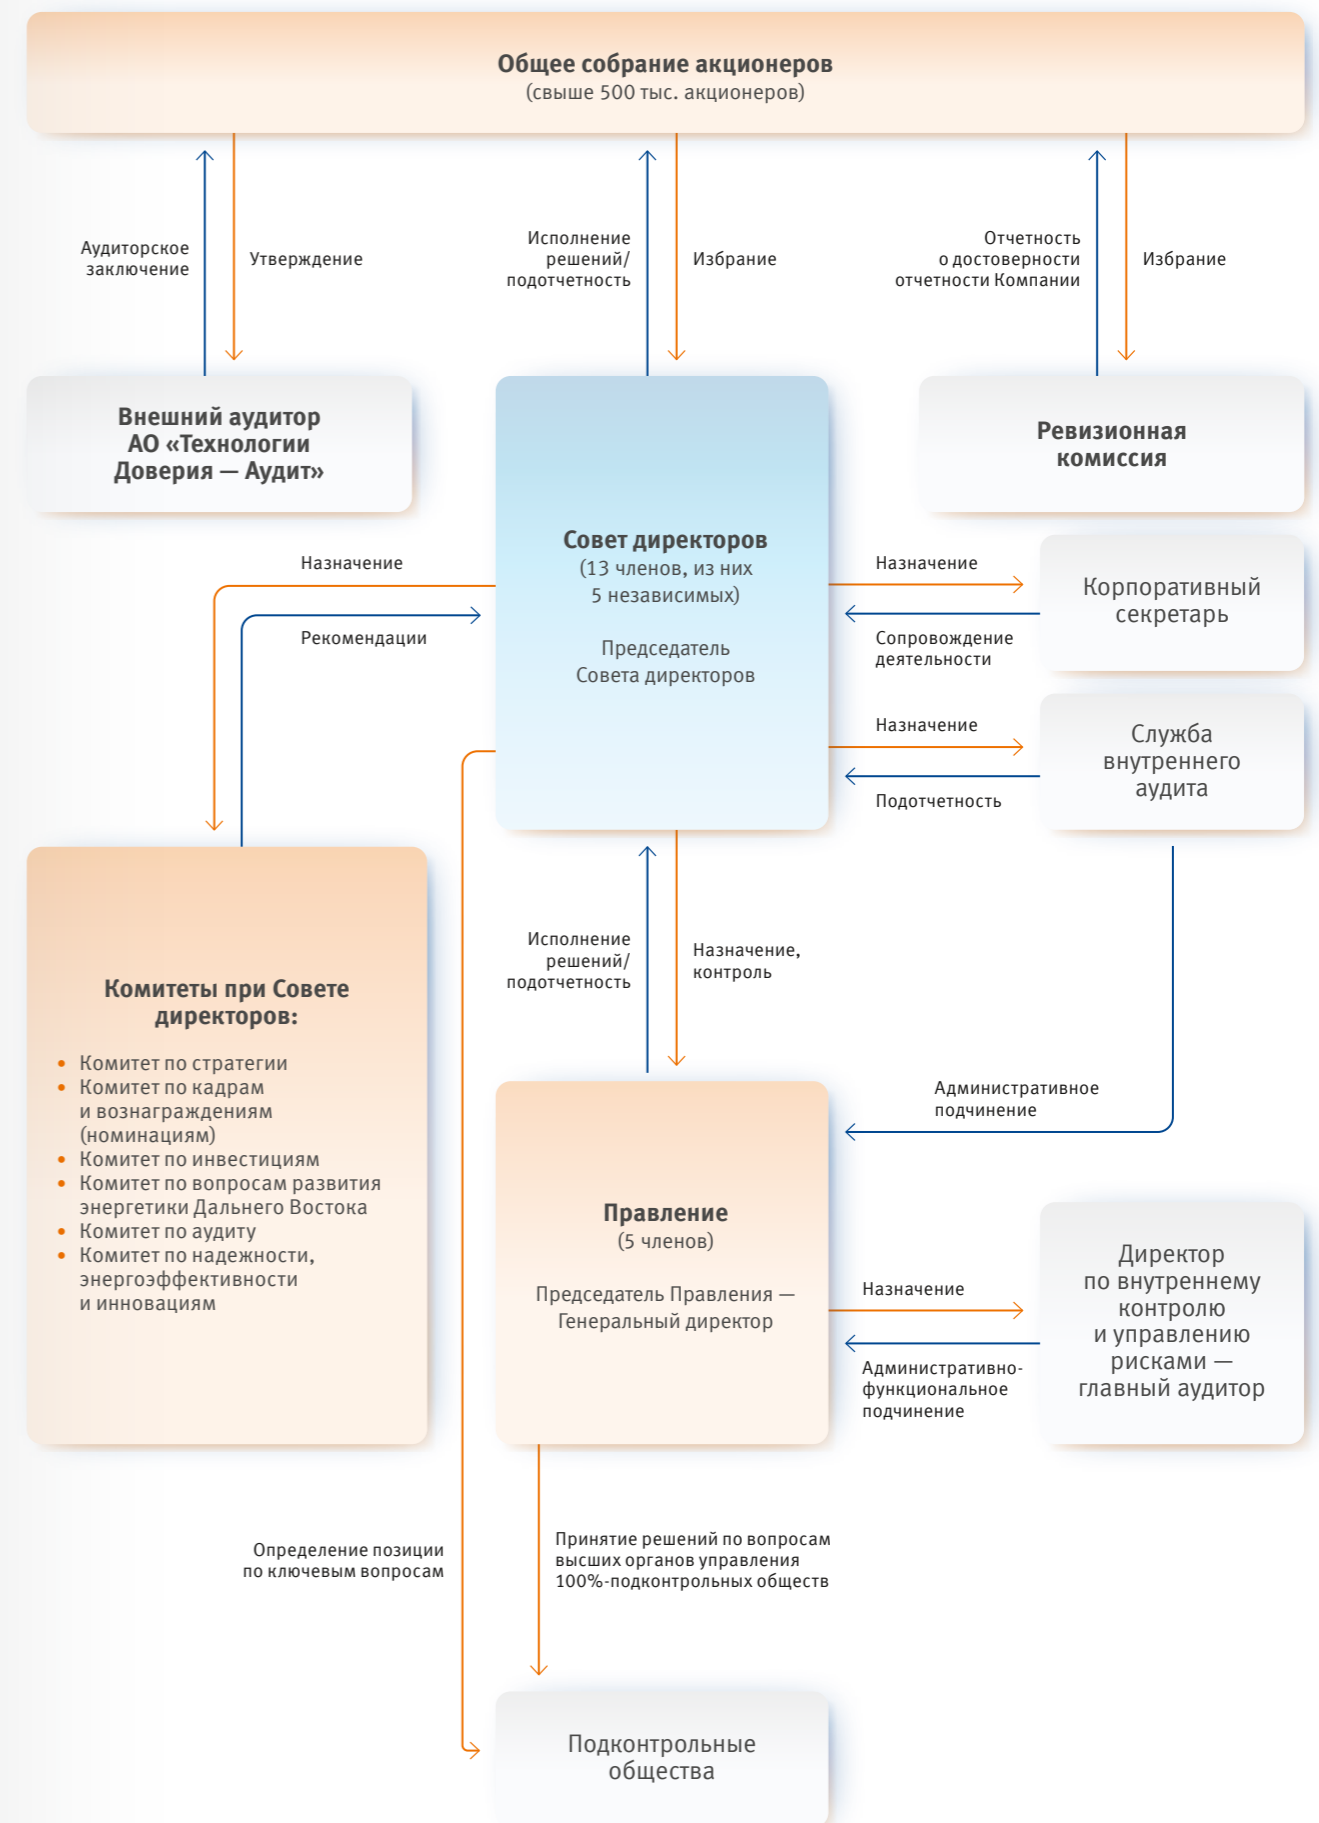 Общее собрание акционеров
(свыше 500 тыс. акционеров)
Аудиторское
заключение
Утверждение
Исполнение
решений/
подотчетность
Избрание
Отчетность
о достоверности
отчетности Компании
Избрание
Внешний аудитор
АО «Технологии
Доверия — Аудит»
Совет директоров
(13 членов, из них
5 независимых)
Председатель
Совета директоров
Ревизионная
комиссия
Назначение
Рекомендации
Назначение
Сопровождение
деятельности
Корпоративный
секретарь
Назначение
Подотчетность
Служба
внутреннего
аудита
Комитеты при Совете
директоров:
• Комитет по стратегии
• Комитет по кадрам
и вознаграждениям
(номинациям)
• Комитет по инвестициям
• Комитет по вопросам развития
энергетики Дальнего Востока
• Комитет по аудиту
• Комитет по надежности,
энергоэффективности
и инновациям
Исполнение
решений/
подотчетность
Назначение,
контроль
Административное
подчинение
Правление
(5 членов)
Председатель Правления —
Генеральный директор
Назначение
Административно-
функциональное
подчинение
Директор
по внутреннему
контролю
и управлению
рисками —
главный аудитор
Определение позиции
по ключевым вопросам
Принятие решений по вопросам
высших органов управления
100%-подконтрольных обществ
Подконтрольные
общества